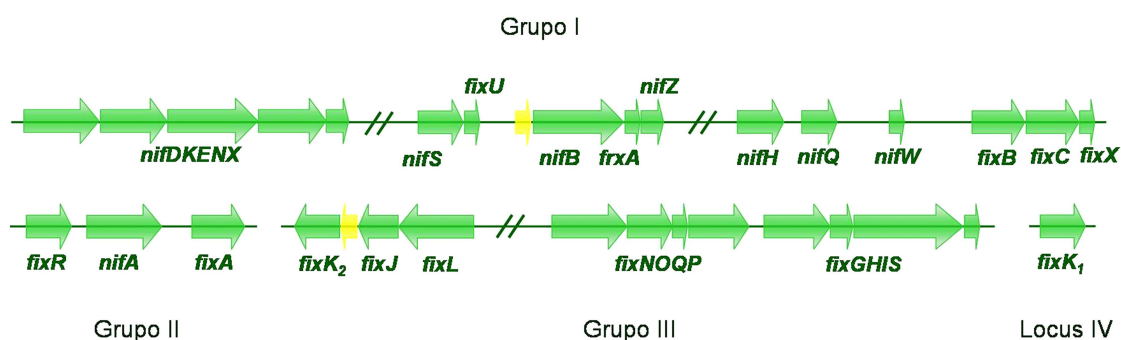 Grupo I
fixU nifZ
nifDKENX nifS nifB frxA nifH nifQ nifW fixB fixC fixX
fixR nifA fixA fixK2 fixJ fixL fixNOQP fixGHIS fixK1
Grupo II Grupo III Locus IV